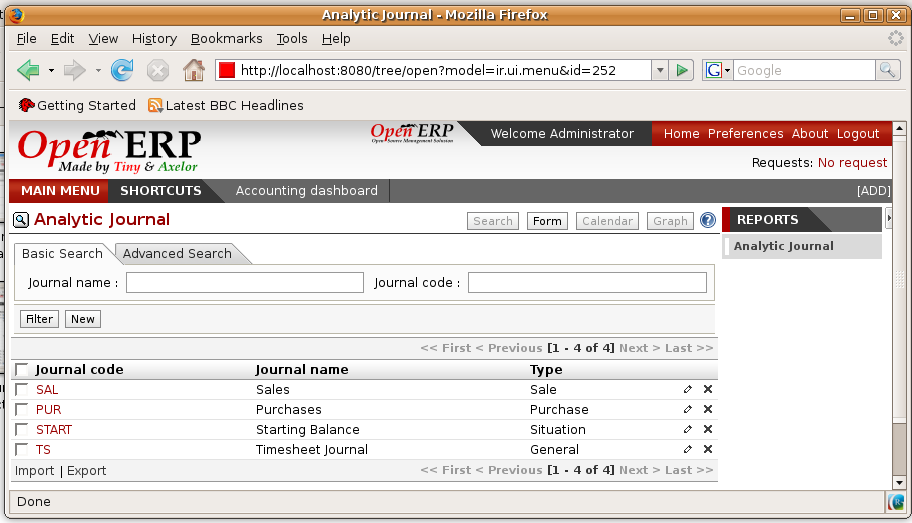 Analytic Journal - Mozilla Firefox
File Edit View History Bookmarks Tools Help
http://localhost:8080/tree/open?model=ir.ui.menu&id=252
G Google
Getting Started Latest BBC Headlines
Open ERP
Made by Tiny & Axelor
Open ERP
Open Source Management Solution
Welcome Administrator
Home Preferences About Logout
Requests: No request
MAIN MENU SHORTCUTS Accounting dashboard [ADD]
Analytic Journal
Search Form Calendar Graph ?
REPORTS
Analytic Journal
Basic Search Advanced Search
Journal name : Journal code :
Filter New
<< First < Previous [1 - 4 of 4] Next > Last >>
Journal code Journal name Type
SAL Sales Sale
PUR Purchases Purchase
START Starting Balance Situation
TS Timesheet Journal General
Import | Export << First < Previous [1 - 4 of 4] Next > Last >>
Done